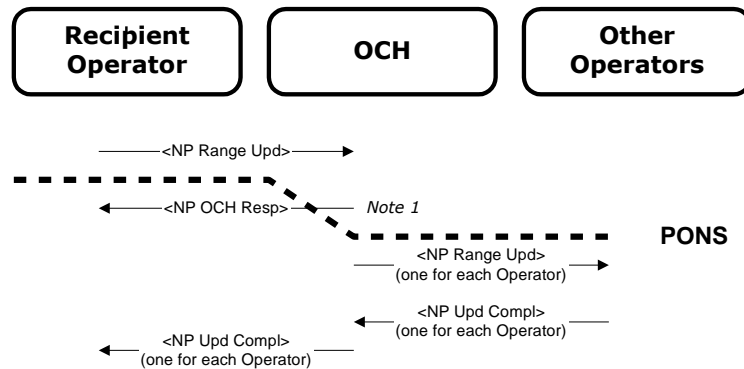 Recipient
Operator
OCH
Other
Operators
<NP Range Upd>
<NP OCH Resp>
Note 1
PONS
<NP Range Upd>
(one for each Operator)
<NP Upd Compl>
(one for each Operator)
<NP Upd Compl>
(one for each Operator)